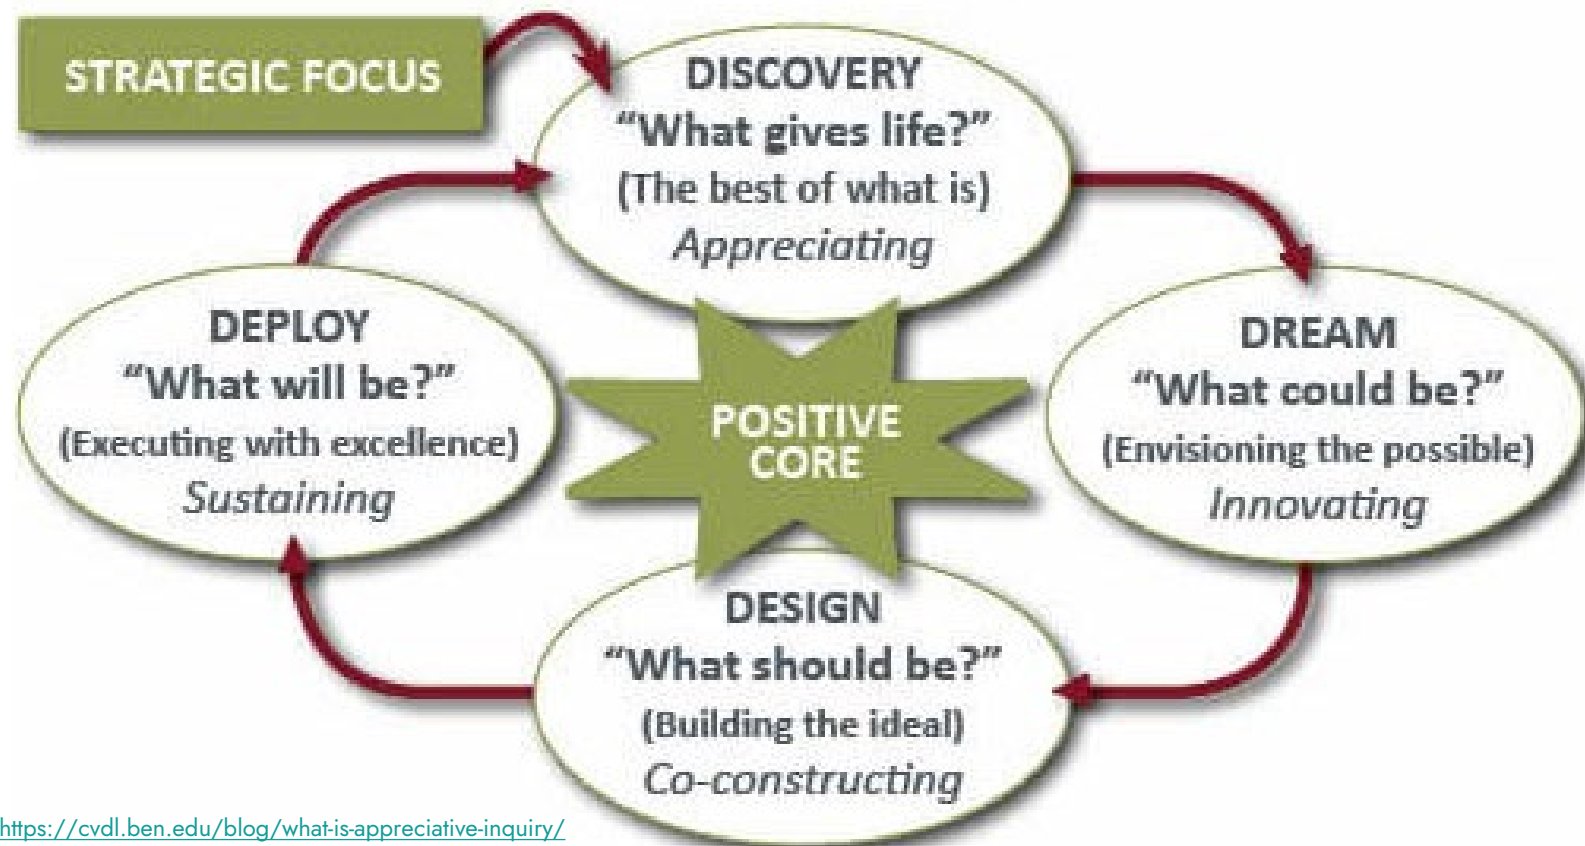 STRATEGIC FOCUS
DISCOVERY
“What gives life?”
(The best of what is)
Appreciating
DREAM
“What could be?”
(Envisioning the possible)
Innovating
DESIGN
“What should be?”
(Building the ideal)
Co-constructing
DEPLOY
“What will be?”
(Executing with excellence)
Sustaining
POSITIVE
CORE
https://cvdl.ben.edu/blog/what-is-appreciative-inquiry/